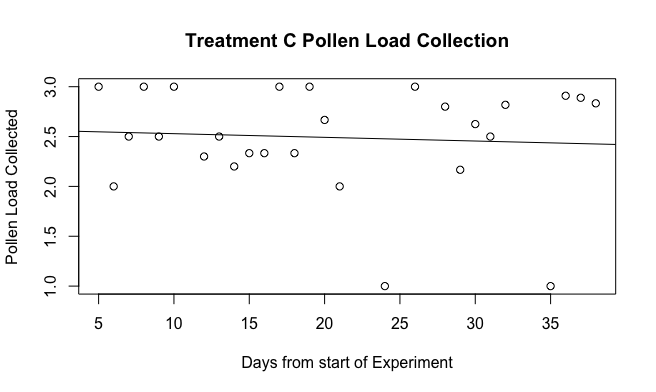 Treatment C Pollen Load Collection
Pollen Load Collected
3.0
2.5
2.0
1.5
1.0
5 10 15 20 25 30 35
Days from start of Experiment